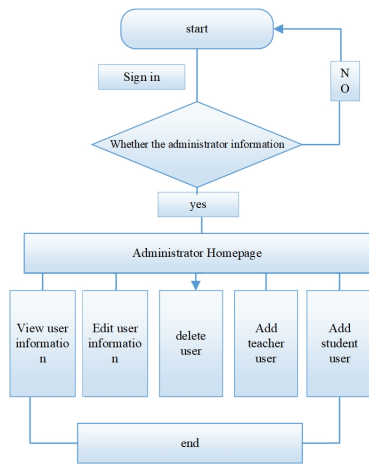 start
Sign in
N
O
Whether the administrator information
yes
Administrator Homepage
View user
informatio
n
Edit user
informatio
n
delete
user
Add
teacher
user
Add
student
user
end